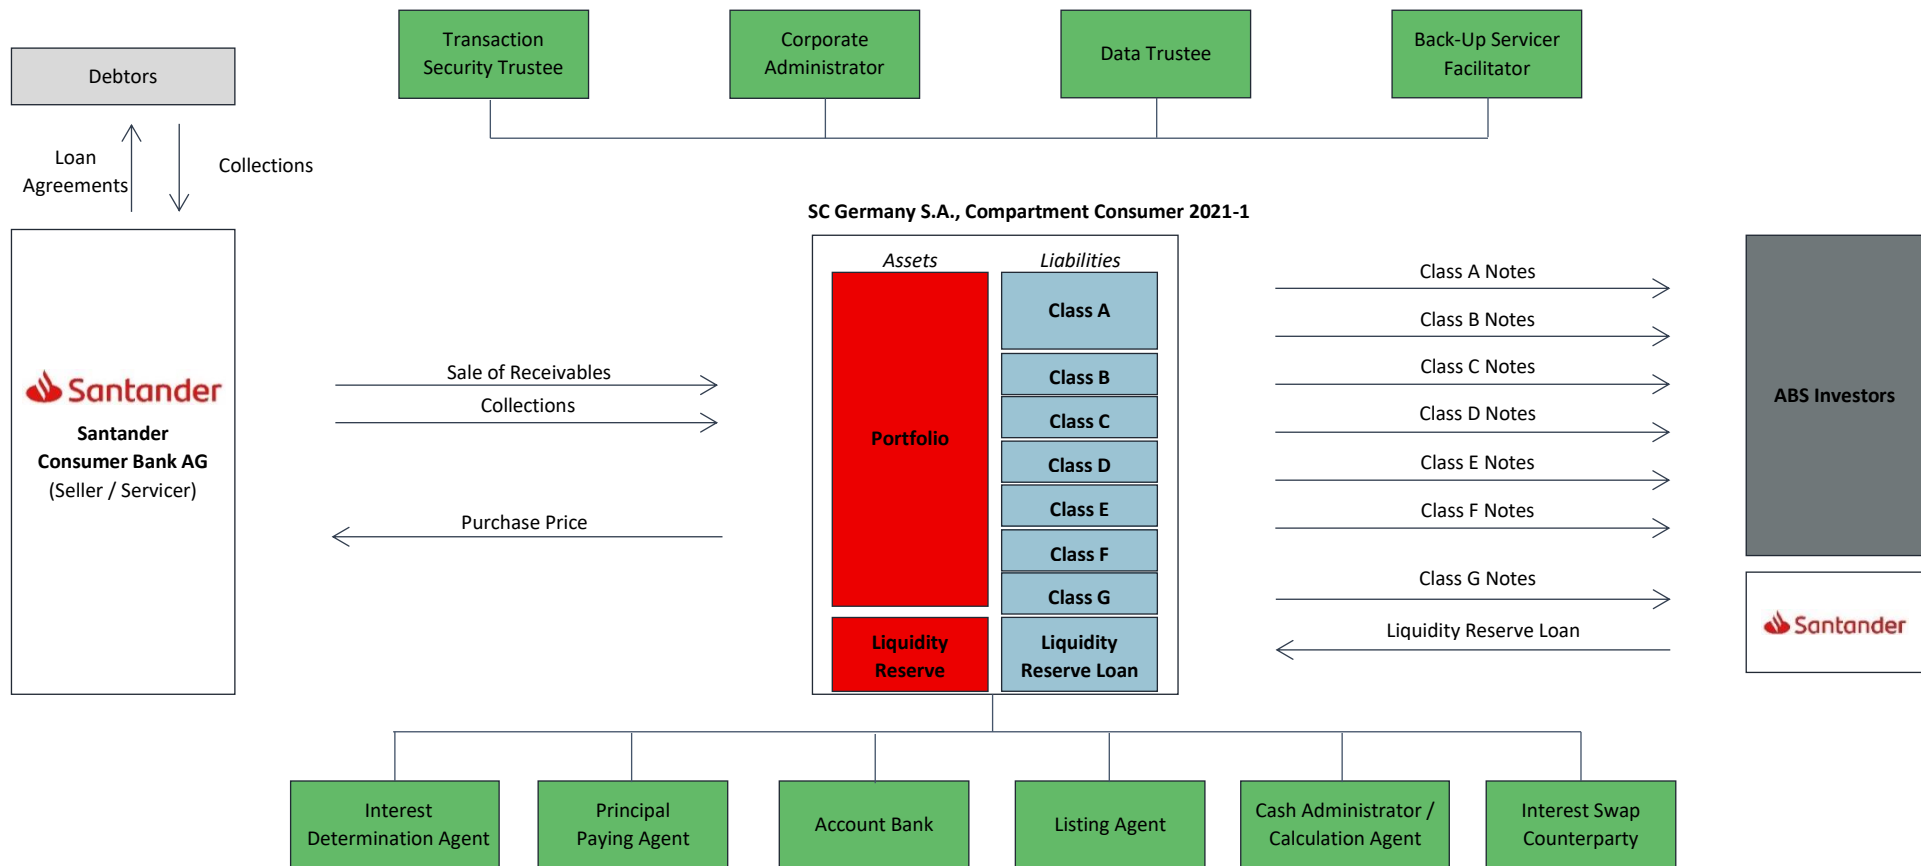 Transaction
Security Trustee
Corporate
Administrator
Data Trustee
Back-Up Servicer
Facilitator
Debtors
Loan
Agreements
Collections
SC Germany S.A., Compartment Consumer 2021-1
Santander
Santander
Consumer Bank AG
(Seller / Servicer)
Sale of Receivables
Collections
Purchase Price
Assets
Liabilities
Portfolio
Liquidity
Reserve
Class A
Class B
Class C
Class D
Class E
Class F
Class G
Liquidity
Reserve Loan
Class A Notes
Class B Notes
Class C Notes
Class D Notes
Class E Notes
Class F Notes
Class G Notes
Liquidity Reserve Loan
ABS Investors
Santander
Interest
Determination Agent
Principal
Paying Agent
Account Bank
Listing Agent
Cash Administrator /
Calculation Agent
Interest Swap
Counterparty